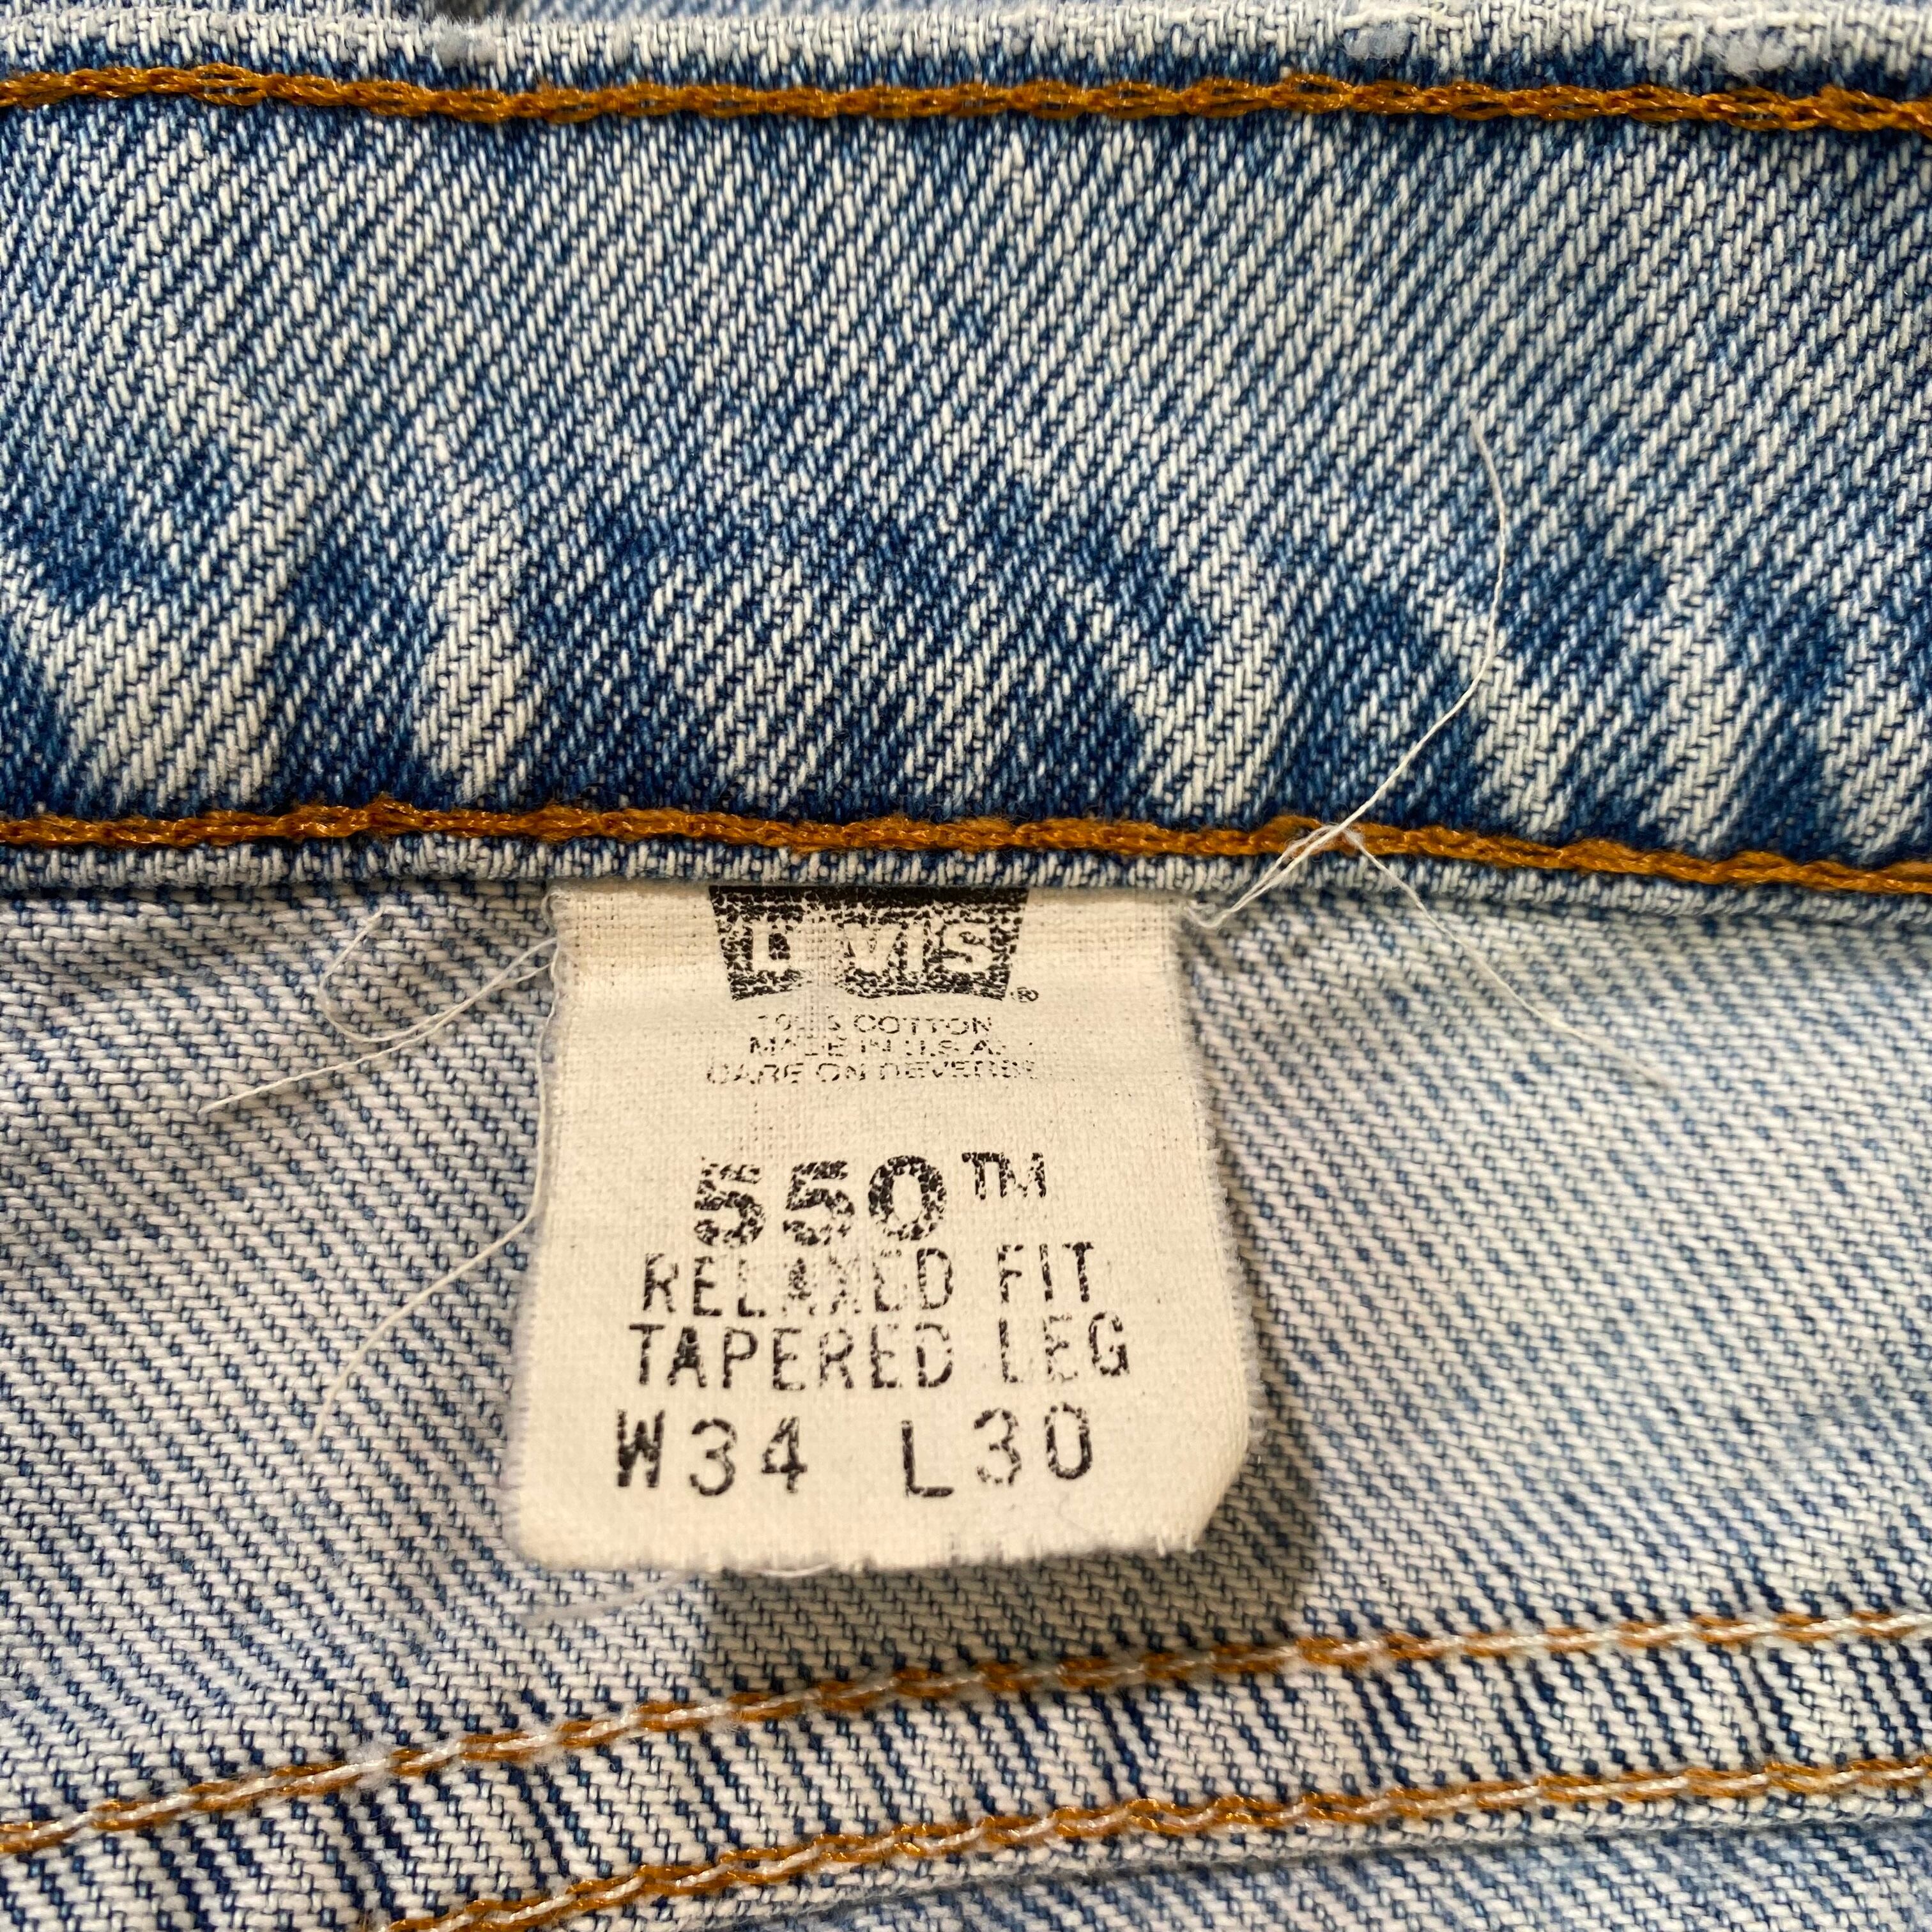 LEVI'S®
100% COTTON
MADE IN U.S.A.
CARE ON REVERSE
550™
RELAXED FIT
TAPERED LEG
W34 L30